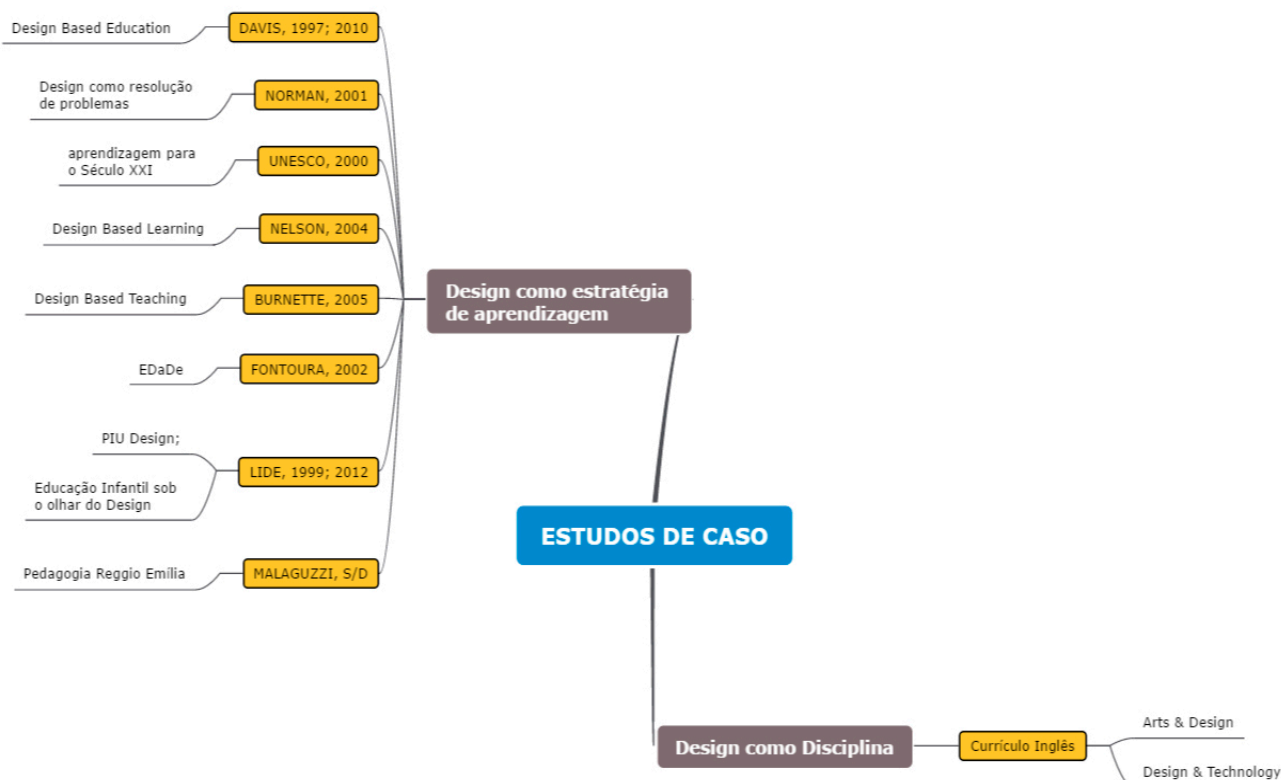 Design Based Education
DAVIS, 1997; 2010
Design como resolução
de problemas
NORMAN, 2001
aprendizagem para
o Século XXI
UNESCO, 2000
Design Based Learning
NELSON, 2004
Design Based Teaching
BURNETTE, 2005
EDaDe
FONTOURA, 2002
PIU Design;
Educação Infantil sob
o olhar do Design
LIDE, 1999; 2012
Pedagogia Reggio Emília
MALAGUZZI, S/D
Design como estratégia
de aprendizagem
ESTUDOS DE CASO
Design como Disciplina
Currículo Inglês
Arts & Design
Design & Technology